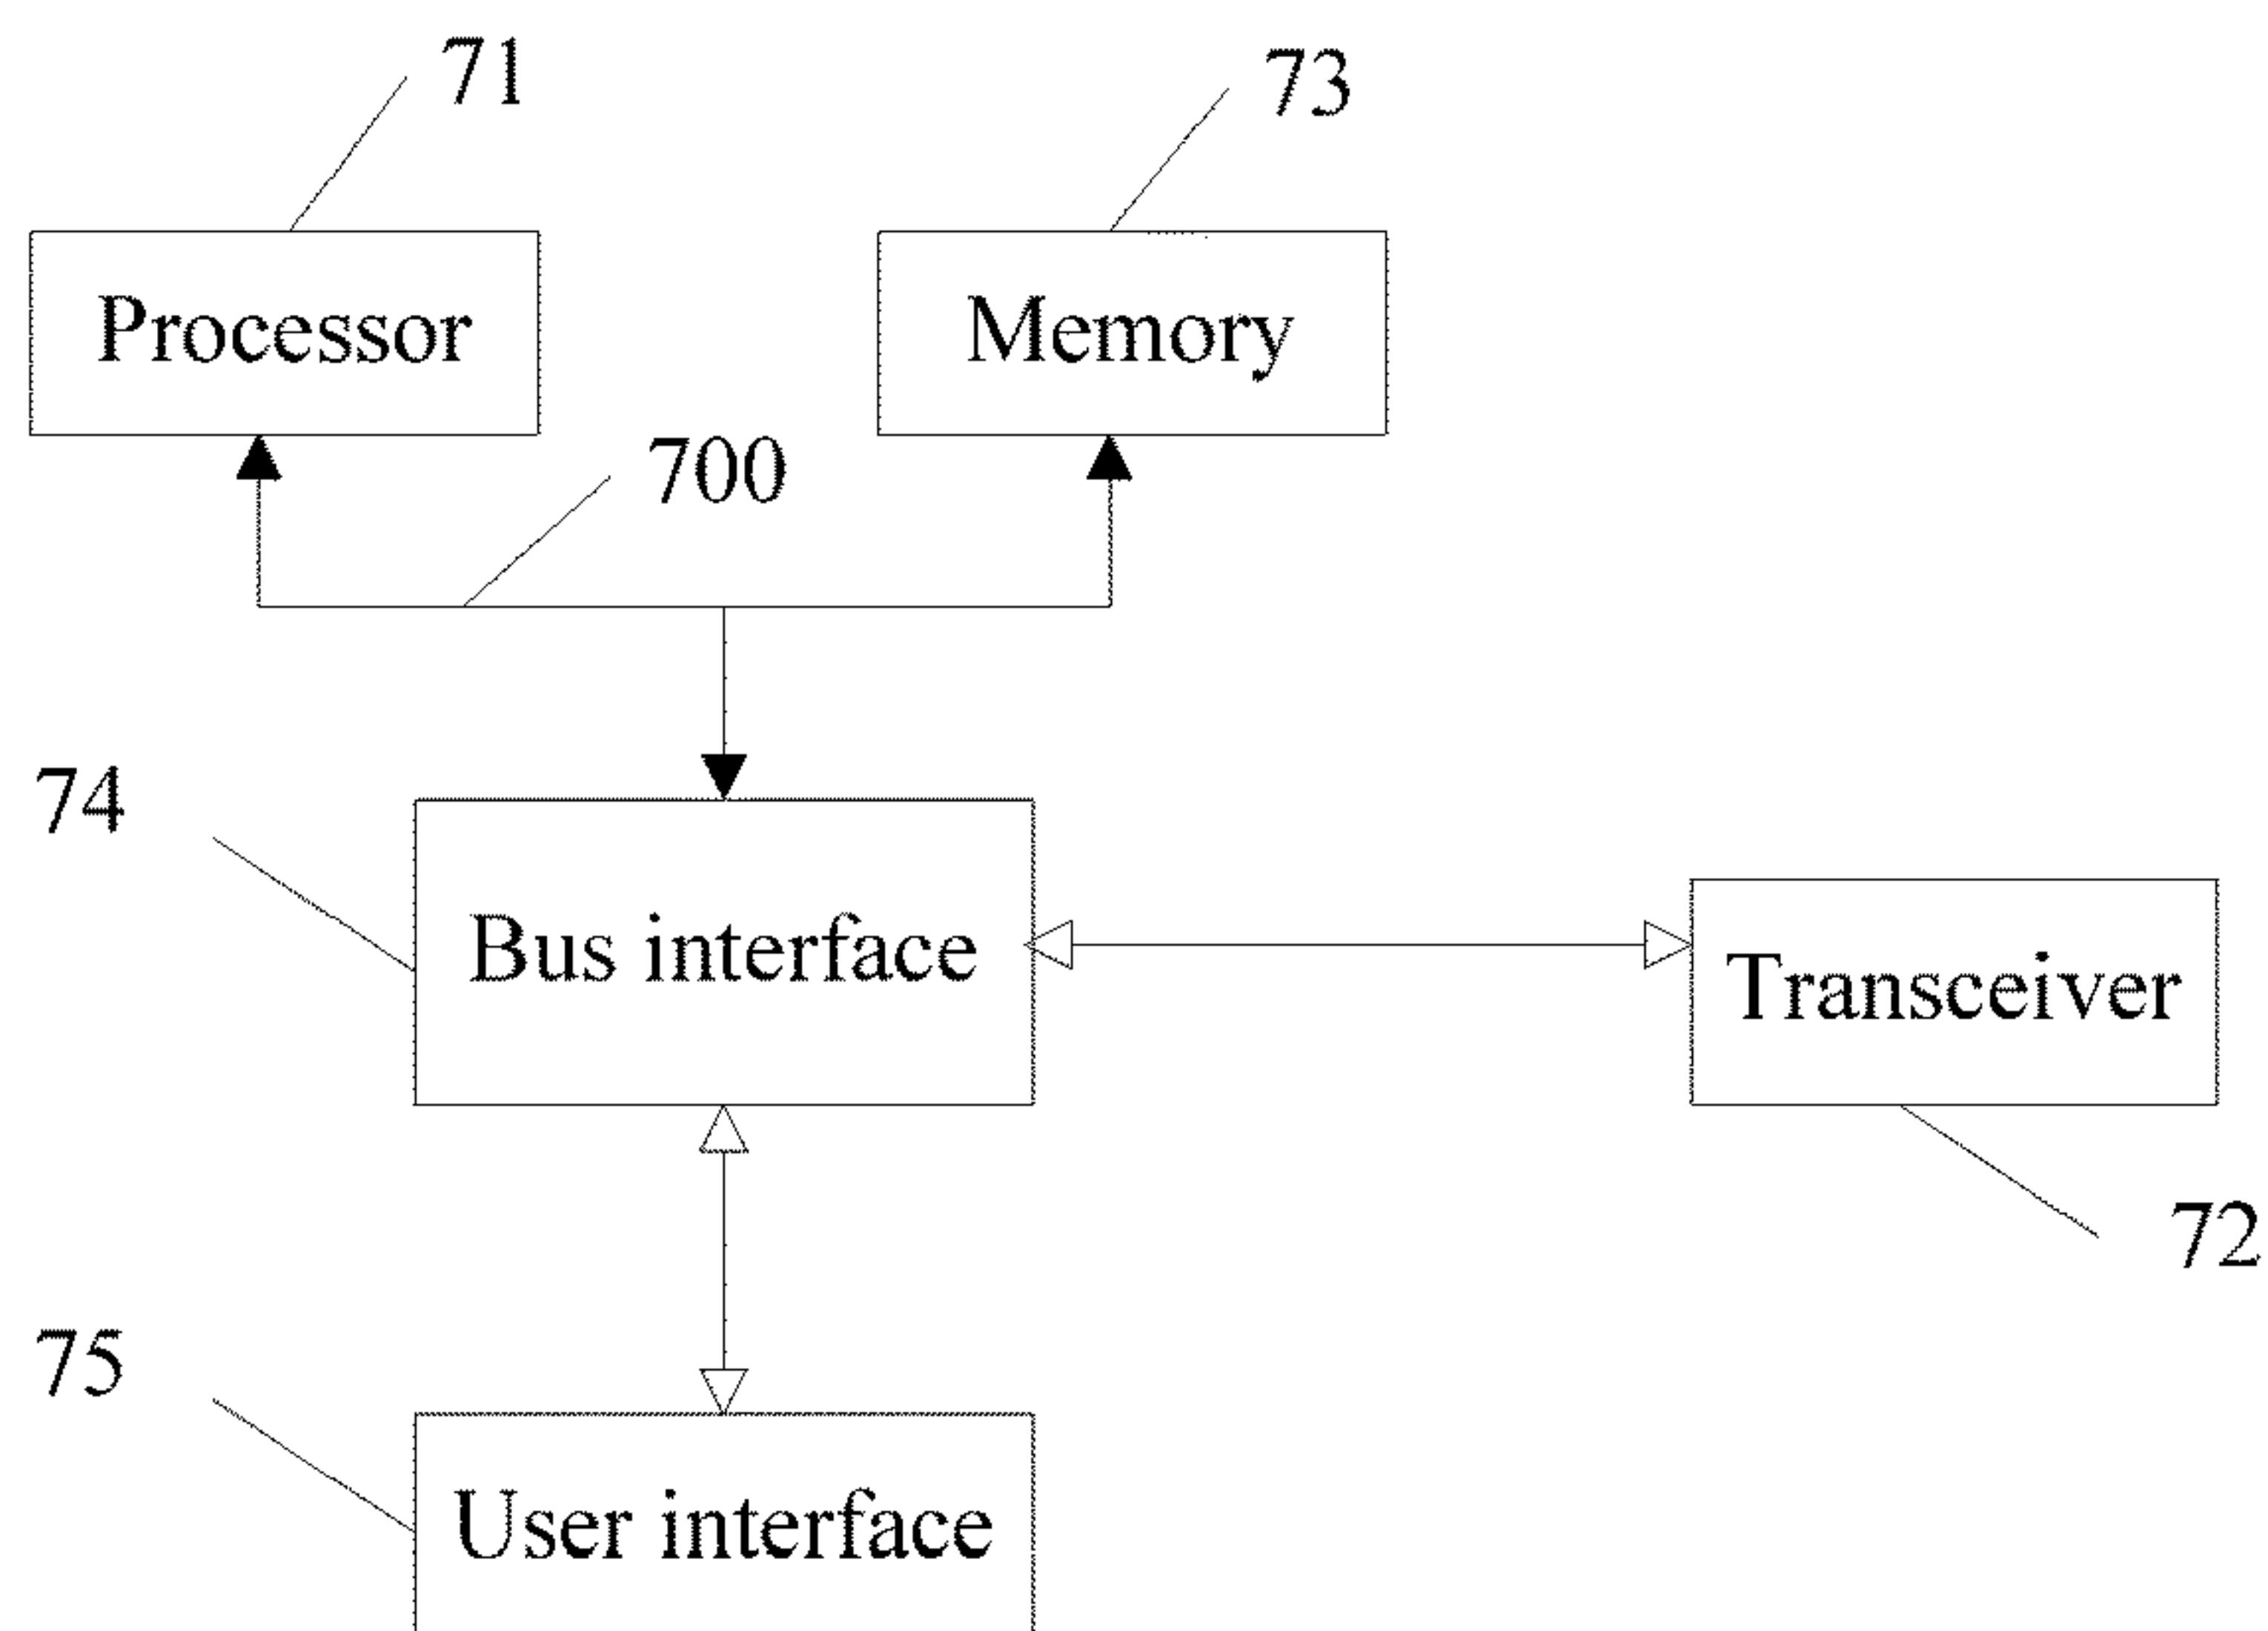 71
73
Processor
Memory
700
74
Bus interface
Transceiver
72
75
User interface